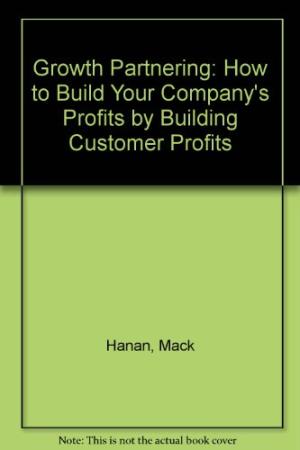 Growth Partnering: How
to Build Your Company's
Profits by Building
Customer Profits
Hanan, Mack
Note: This is not the actual book cover